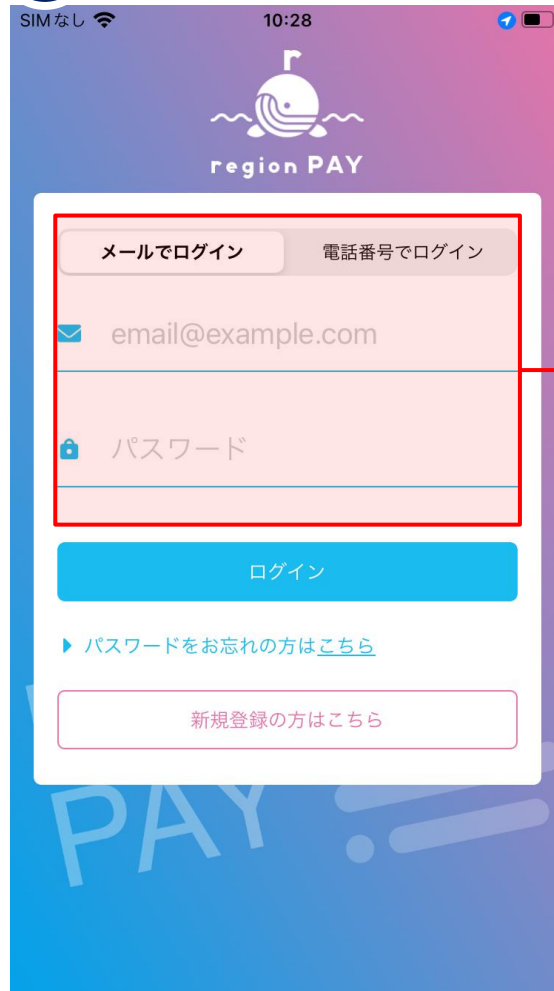 SIMなし 10:28
r
region PAY
メールでログイン 電話番号でログイン
email@example.com
パスワード
ログイン
パスワードをお忘れの方はこちら
新規登録の方はこちら
PAY